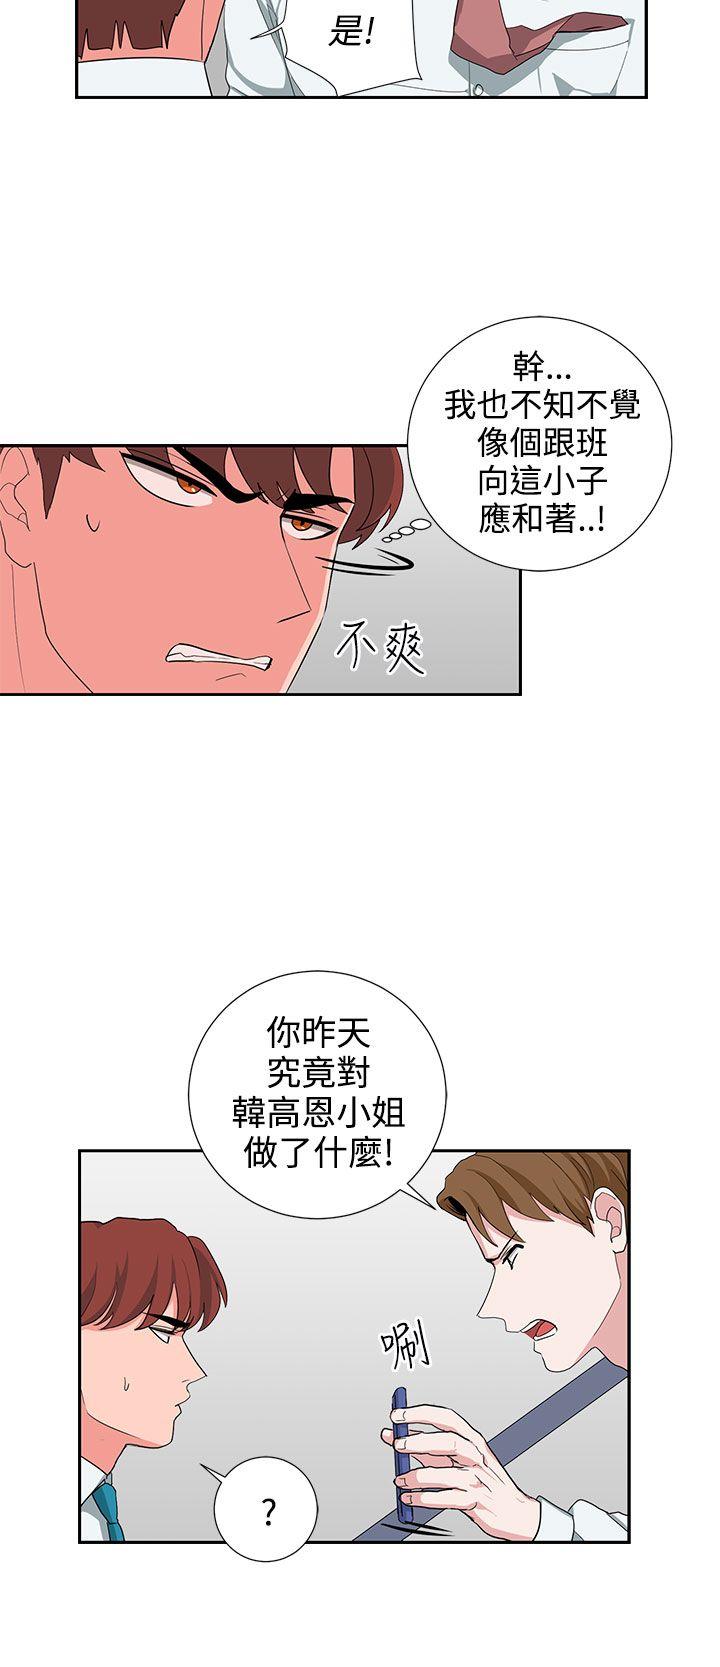 是!
幹...
我也不知不覺
像個跟班
向這小子
應和著..!
不爽
你昨天
究竟對
韓高恩小姐
做了什麼!
唰
?